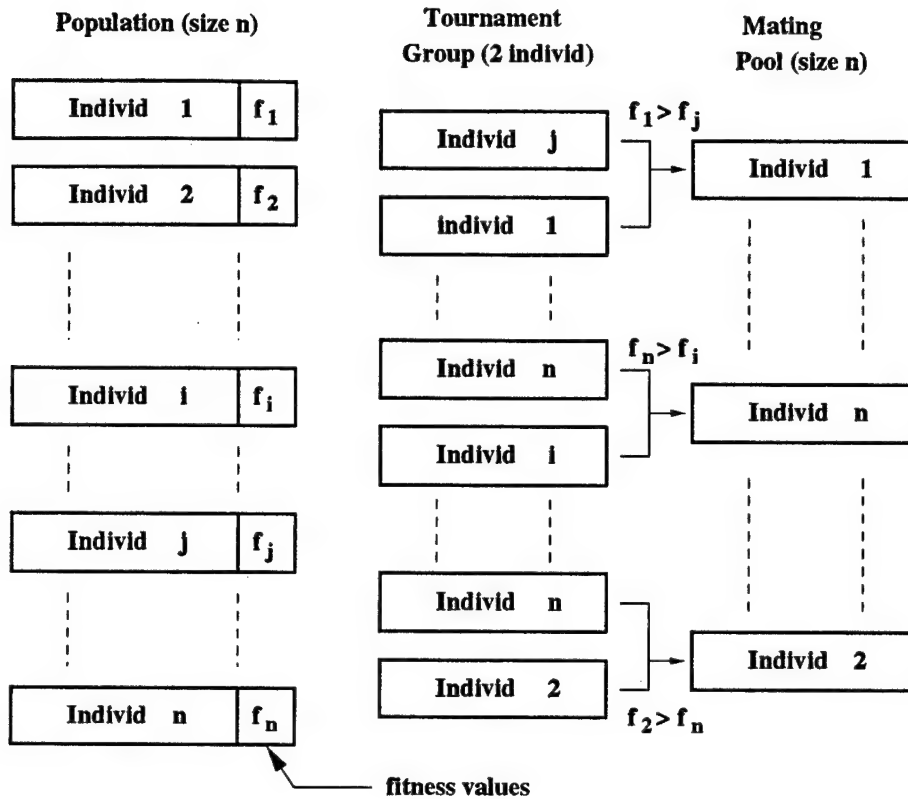 Population (size n)
Individ 1 f1
Individ 2 f2
Individ i fi
Individ j fj
Individ n fn
fitness values
Tournament
Group (2 individ)
Individ j
individ 1
f1 > fj
Individ n
Individ i
fn > fi
Individ n
Individ 2
f2 > fn
Mating
Pool (size n)
Individ 1
Individ n
Individ 2